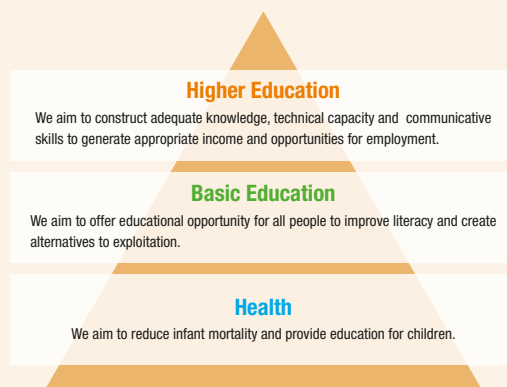 Higher Education
We aim to construct adequate knowledge, technical capacity and communicative
skills to generate appropriate income and opportunities for employment.
Basic Education
We aim to offer educational opportunity for all people to improve literacy and create
alternatives to exploitation.
Health
We aim to reduce infant mortality and provide education for children.